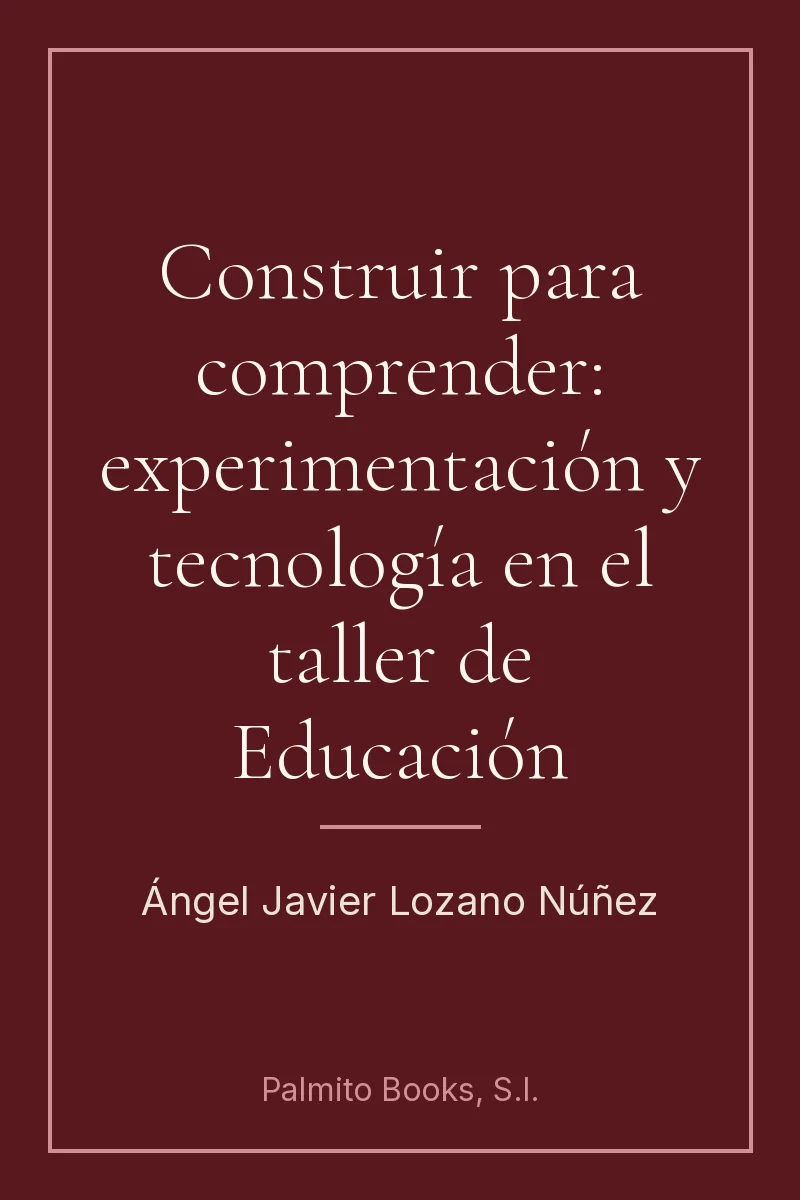 Construir para
comprender:
experimentación y
tecnología en el
taller de
Educación
Ángel Javier Lozano Núñez
Palmito Books, S.l.